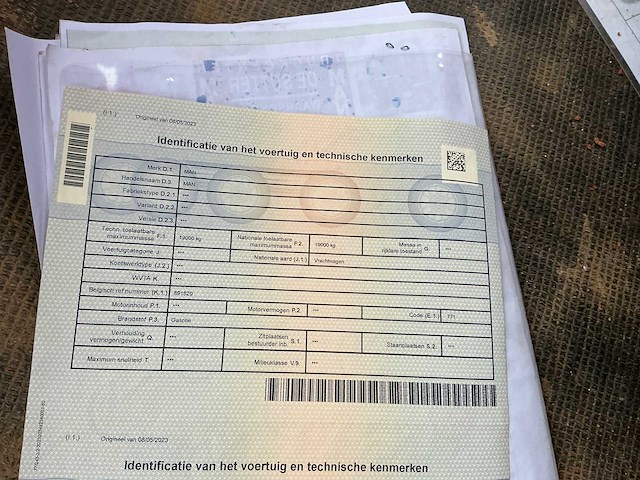 (I.1.) Origineel van 08/05/2023
Identificatie van het voertuig en technische kenmerken
Merk D.1. MAN
Handelsnaam D.3. MAN
Fabriekstype D.2.1. ***
Variant D.2.2. ***
Versie D.2.3. ***
Techn. toelaatbare maximummassa F.1. 19000 kg Nationale toelaatbare maximummassa F.2. 19000 kg Massa in rijklare toestand G. ***
Voertuigcategorie J. *** Nationale aard (J.1.) Vrachtwagen
Koetswerktype (J.2.) ***
WVTA K. ***
Belgisch ref.nummer (K.1.)
Motorinhoud P.1. *** Motorvermogen P.2. *** Code (E.1.) 771
Brandstof P.3. Gasolie
Verhouding vermogen/gewicht Q. *** Zitplaatsen bestuurder inb. S.1. *** Staanplaatsen S.2. ***
Maximum snelheid T. *** Milieuklasse V.9. ***
(I.1.) Origineel van 08/05/2023
Identificatie van het voertuig en technische kenmerken